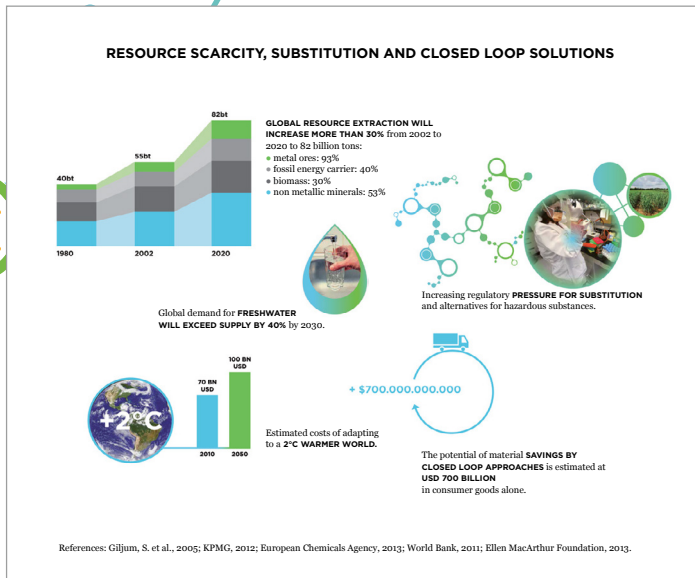 RESOURCE SCARCITY, SUBSTITUTION AND CLOSED LOOP SOLUTIONS
82bt
55bt
40bt
1980
2002
2020
GLOBAL RESOURCE EXTRACTION WILL
INCREASE MORE THAN 30% from 2002 to
2020 to 82 billion tons:
• metal ores: 93%
• fossil energy carrier: 40%
• biomass: 30%
• non metallic minerals: 53%
Global demand for FRESHWATER
WILL EXCEED SUPPLY BY 40% by 2030.
Increasing regulatory PRESSURE FOR SUBSTITUTION
and alternatives for hazardous substances.
+2°C
70 BN
USD
100 BN
USD
2010
2050
Estimated costs of adapting
to a 2°C WARMER WORLD.
+ $700.000.000.000
The potential of material SAVINGS BY
CLOSED LOOP APPROACHES is estimated at
USD 700 BILLION
in consumer goods alone.
References: Giljum, S. et al., 2005; KPMG, 2012; European Chemicals Agency, 2013; World Bank, 2011; Ellen MacArthur Foundation, 2013.